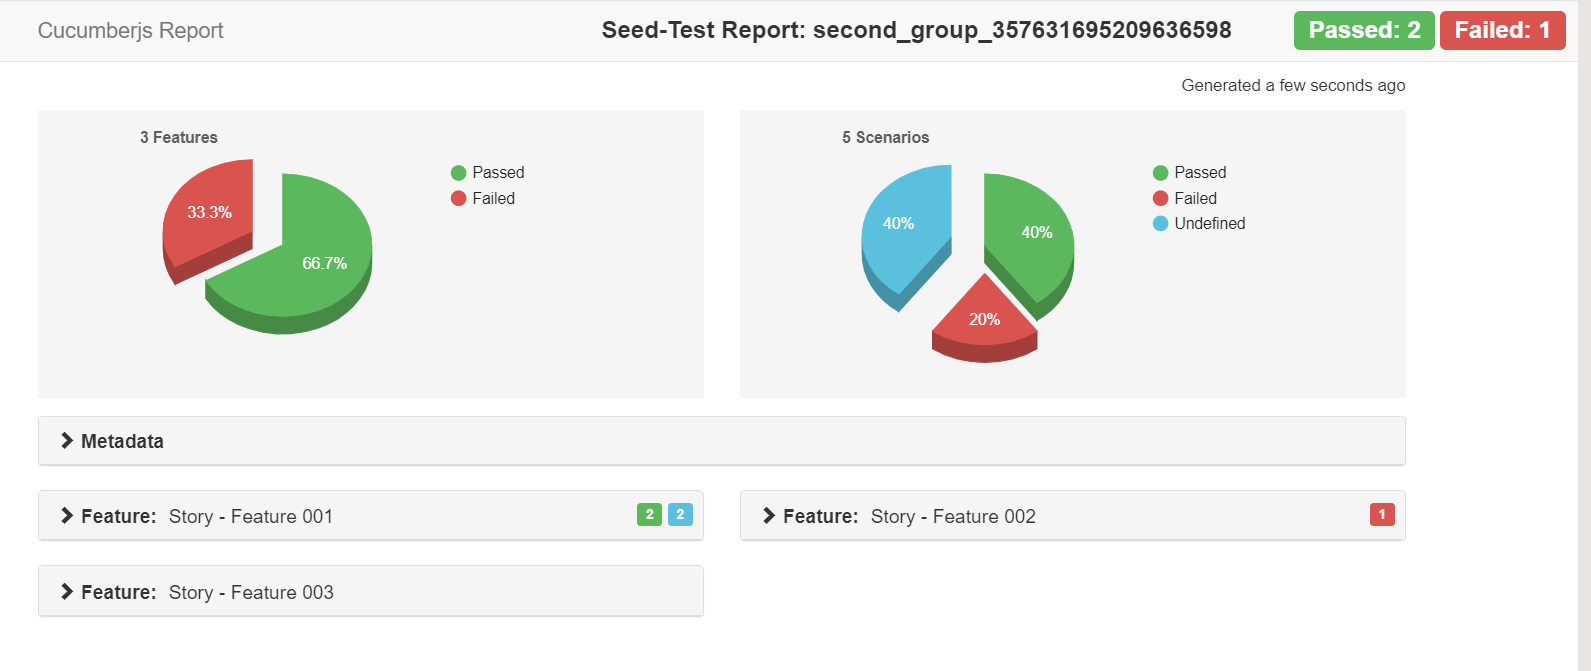 Cucumberjs Report
Seed-Test Report: second_group_357631695209636598
Passed: 2
Failed: 1
Generated a few seconds ago
3 Features
33.3%
66.7%
Passed
Failed
5 Scenarios
40%
40%
20%
Passed
Failed
Undefined
Metadata
Feature: Story - Feature 001
2 2
Feature: Story - Feature 002
1
Feature: Story - Feature 003